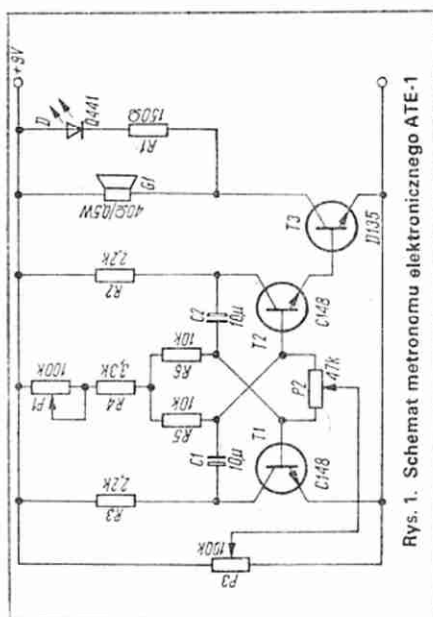 +9V
D
Q441
R1
150Ω
G1
40Ω/0,5W
T3
D135
R2
2,2k
C2
10μ
T2
C148
P1
100k
R4
3,3k
R6
10k
R5
10k
P2
47k
C1
10μ
T1
C148
R3
2,2k
P3
100k
Rys. 1. Schemat metronomu elektronicznego ATE-1